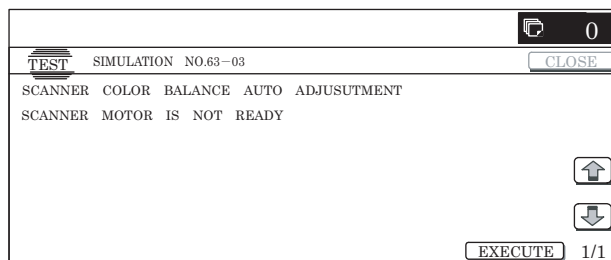 0
TEST SIMULATION NO.63-03 CLOSE
SCANNER COLOR BALANCE AUTO ADJUSUTMENT
SCANNER MOTOR IS NOT READY
EXECUTE 1/1